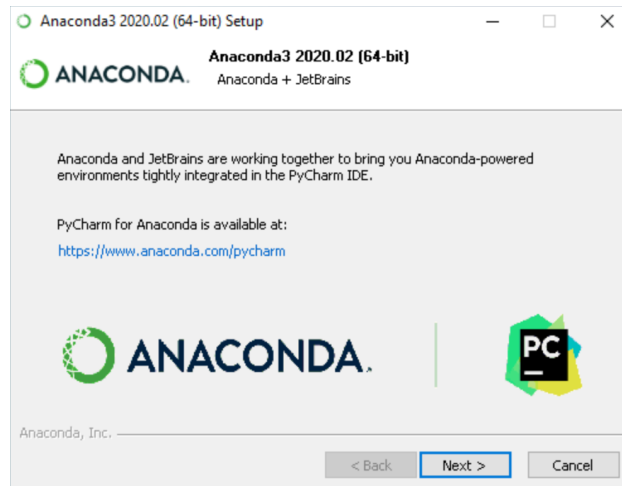 Anaconda3 2020.02 (64-bit) Setup
Anaconda3 2020.02 (64-bit)
ANACONDA.
Anaconda + JetBrains
Anaconda and JetBrains are working together to bring you Anaconda-powered
environments tightly integrated in the PyCharm IDE.
PyCharm for Anaconda is available at:
https://www.anaconda.com/pycharm
ANACONDA.
PC
Anaconda, Inc.
< Back Next > Cancel